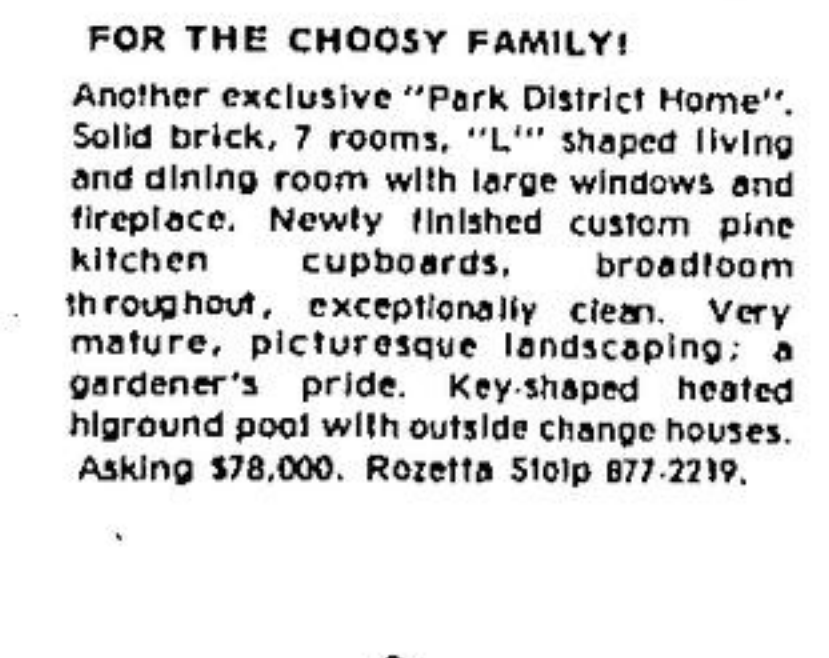 FOR THE CHOOSY FAMILY!
Another exclusive "Park District Home".
Solid brick, 7 rooms, "L'" shaped living
and dining room with large windows and
fireplace. Newly finished custom pine
kitchen cupboards, broadloom
throughout, exceptionally clean. Very
mature, picturesque landscaping; a
gardener's pride. Key-shaped heated
higround pool with outside change houses.
Asking $78,000. Rozetta Stolp 877-2219.